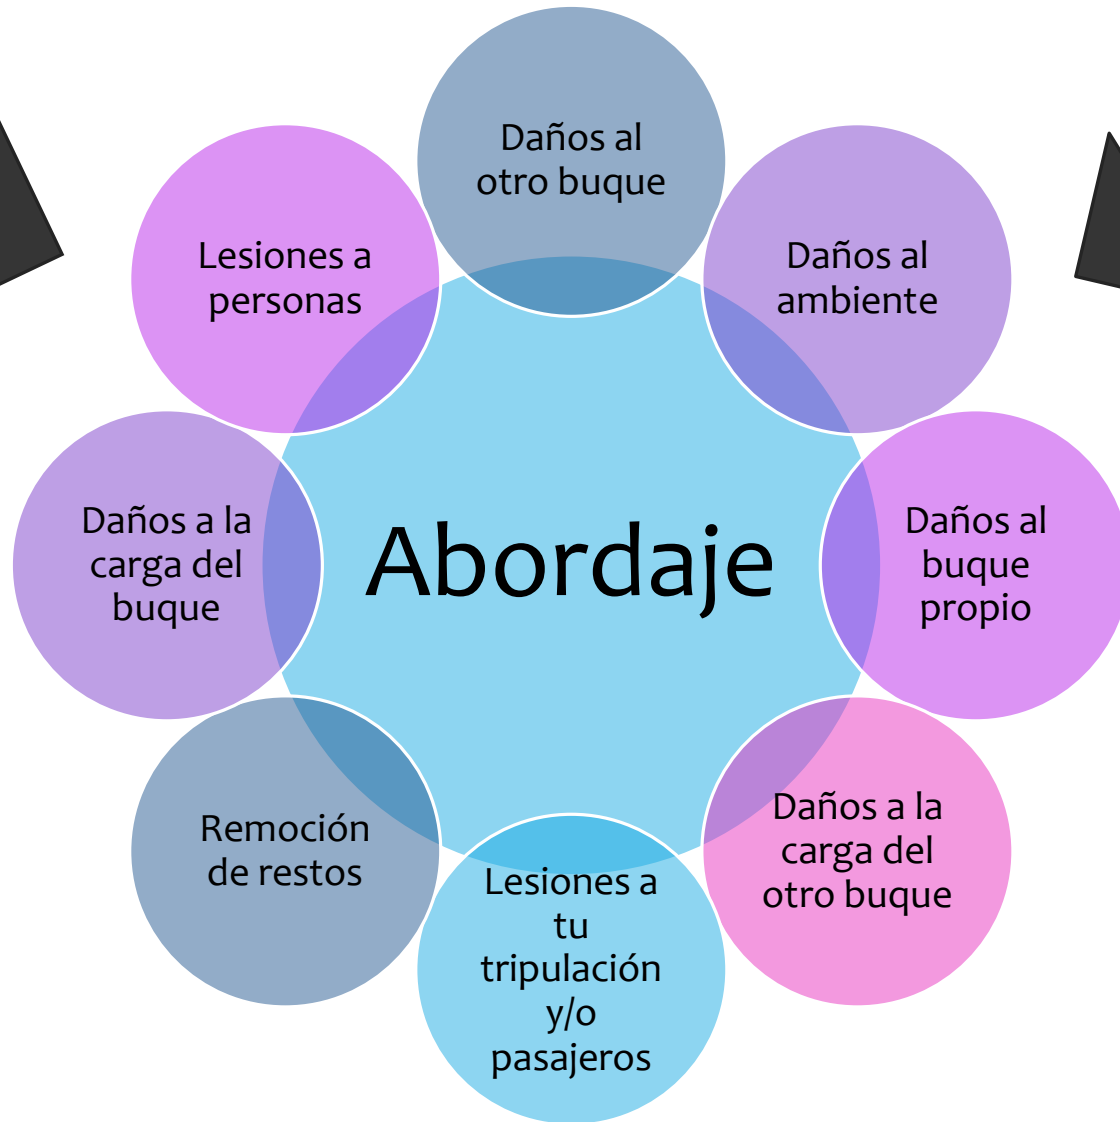 Daños al
otro buque
Lesiones a
personas
Daños al
ambiente
Daños a la
carga del
buque
Abordaje
Daños al
buque
propio
Remoción
de restos
Daños a la
carga del
otro buque
Lesiones a
tu
tripulación
y/o
pasajeros